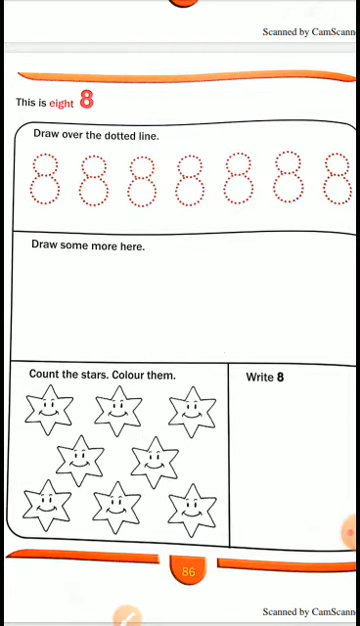 Scanned by CamScann
This is eight 8
Draw over the dotted line.
8 8 8 8 8 8 8
Draw some more here.
Count the stars. Colour them.
Write 8
86
Scanned by CamScann